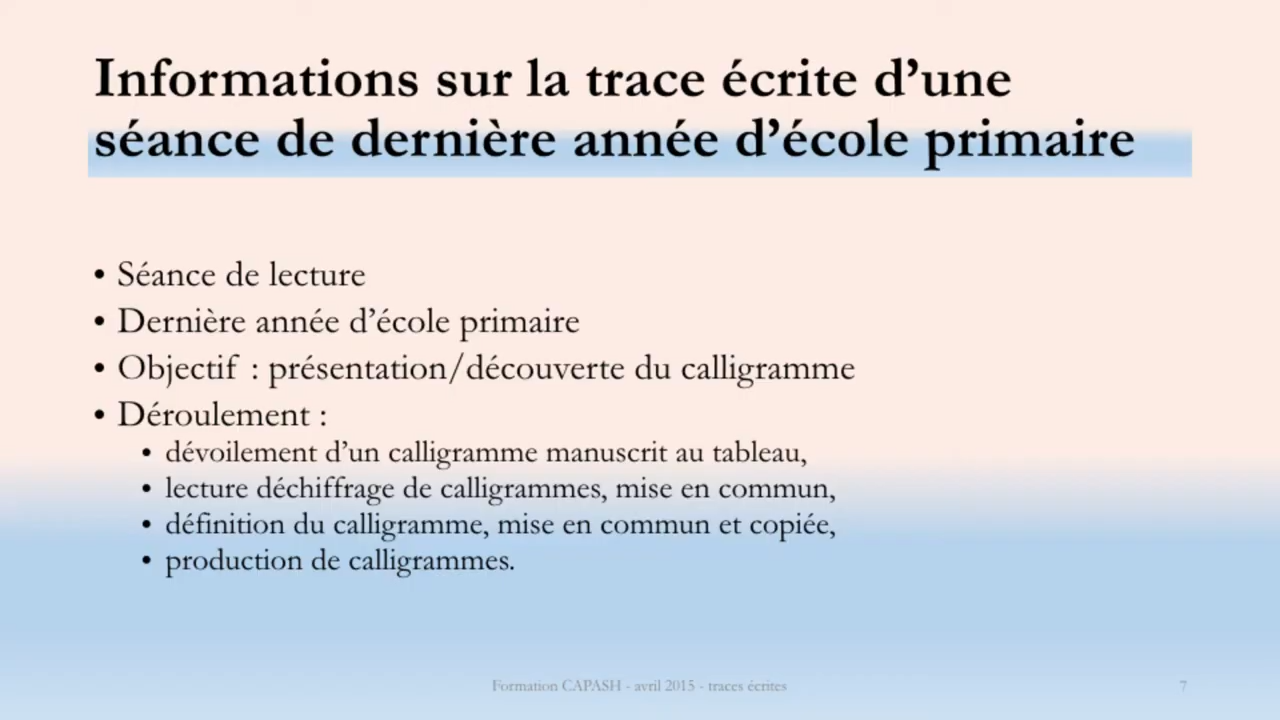 Informations sur la trace écrite d’une
séance de dernière année d’école primaire
• Séance de lecture
• Dernière année d’école primaire
• Objectif : présentation/découverte du calligramme
• Déroulement :
• dévoilement d’un calligramme manuscrit au tableau,
• lecture déchiffrage de calligrammes, mise en commun,
• définition du calligramme, mise en commun et copiée,
• production de calligrammes.
Formation CAPASH - avril 2015 - traces écrites
7